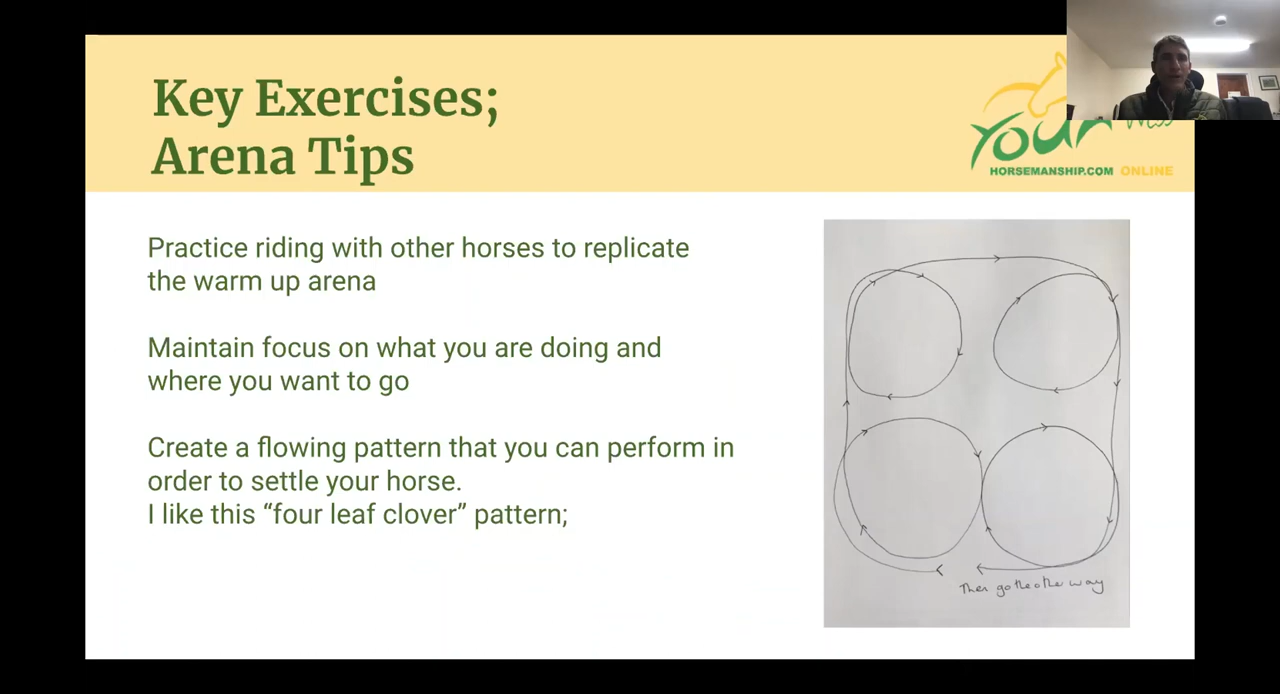 Key Exercises;
Arena Tips
Your
HORSEMANSHIP.COM ONLINE
Practice riding with other horses to replicate
the warm up arena
Maintain focus on what you are doing and
where you want to go
Create a flowing pattern that you can perform in
order to settle your horse.
I like this “four leaf clover” pattern;
Then go the other way